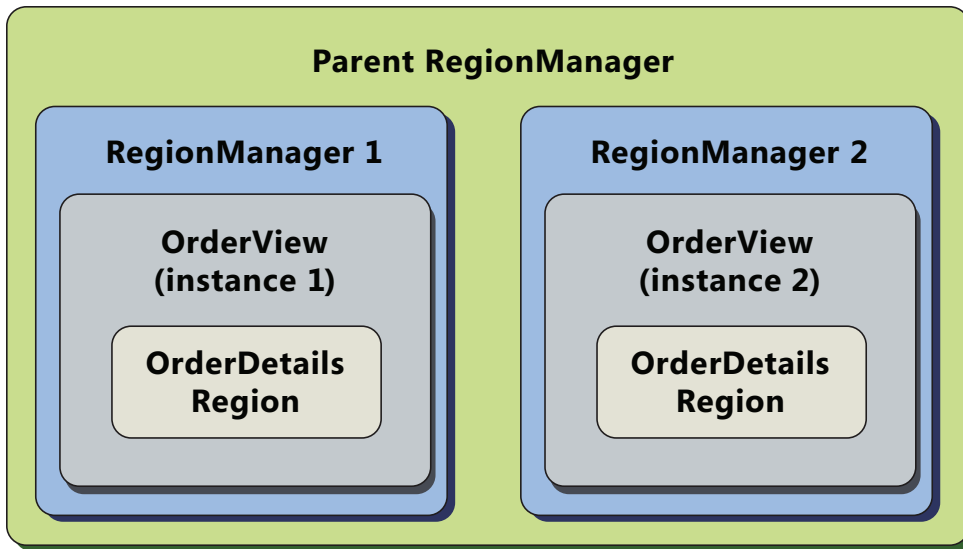 Parent RegionManager
RegionManager 1
OrderView
(instance 1)
OrderDetails
Region
RegionManager 2
OrderView
(instance 2)
OrderDetails
Region